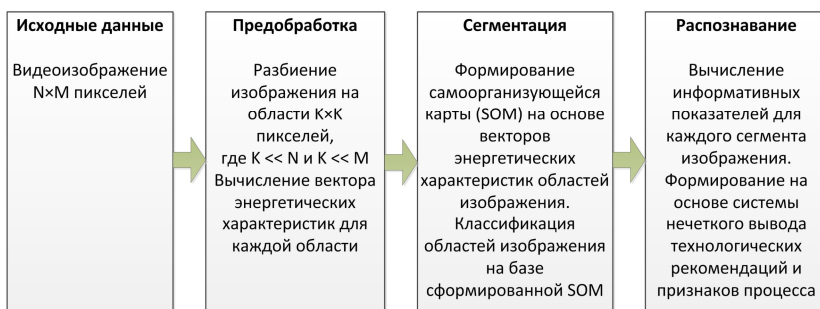 Исходные данные
Видеоизображение
N×M пикселей
Предобработка
Разбиение
изображения на
области K×K
пикселей,
где K << N и K << M
Вычисление вектора
энергетических
характеристик для
каждой области
Сегментация
Формирование
самоорганизующейся
карты (SOM) на основе
векторов
энергетических
характеристик областей
изображения.
Классификация
областей изображения
на базе
сформированной SOM
Распознавание
Вычисление
информативных
показателей для
каждого сегмента
изображения.
Формирование на
основе системы
нечеткого вывода
технологических
рекомендаций и
признаков процесса